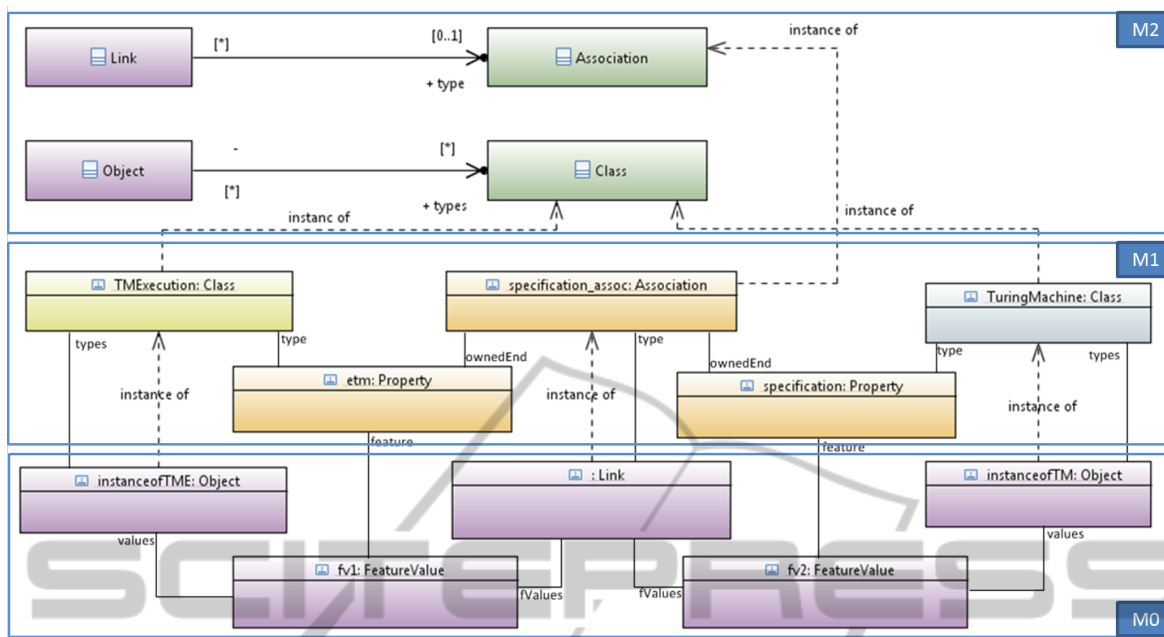 M2
instance of
Link
[*]
[0..1]
Association
+ type
-
[*]
Object
Class
[*]
+ types
instanc of
instance of
M1
TMExecution: Class
specification_assoc: Association
TuringMachine: Class
types
type
ownedEnd
type
ownedEnd
type
types
etm: Property
specification: Property
instance of
instance of
instance of
feature
feature
instanceofTME: Object
: Link
instanceofTM: Object
values
values
fv1: FeatureValue
fValues
fValues
fv2: FeatureValue
SCITEPRESS
M0